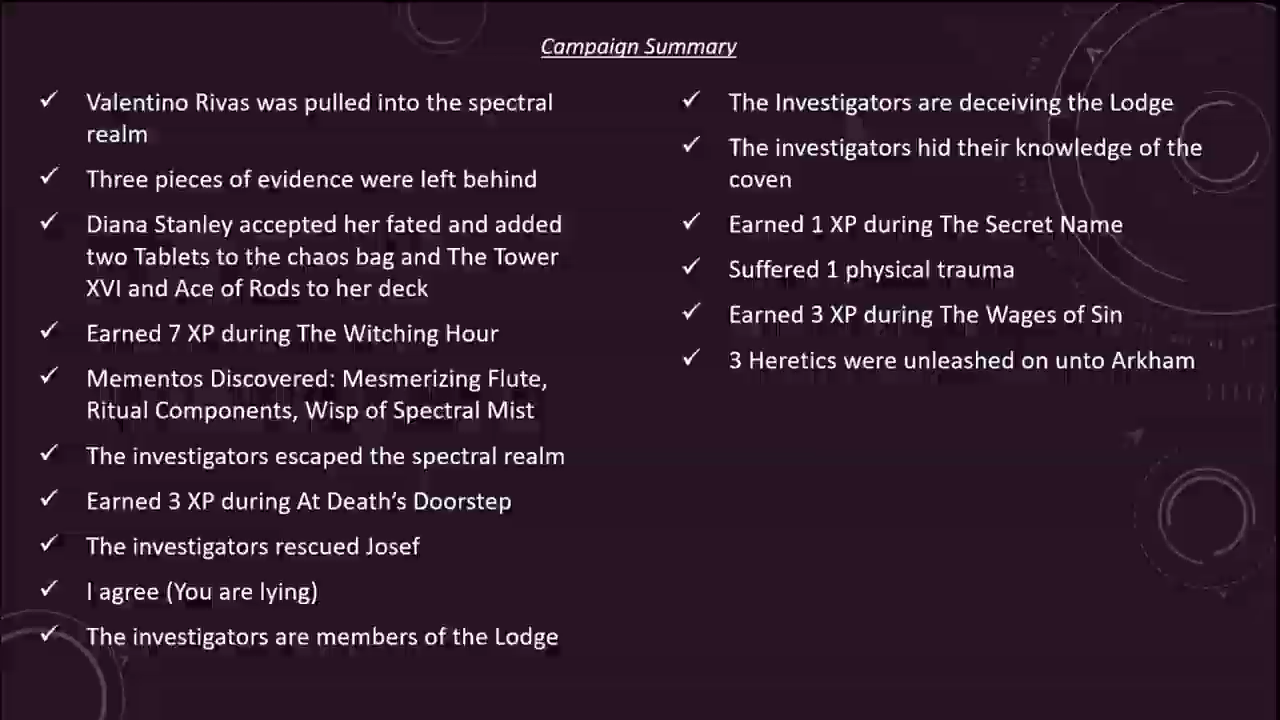 Campaign Summary
Valentino Rivas was pulled into the spectral
realm
Three pieces of evidence were left behind
Diana Stanley accepted her fated and added
two Tablets to the chaos bag and The Tower
XVI and Ace of Rods to her deck
Earned 7 XP during The Witching Hour
Mementos Discovered: Mesmerizing Flute,
Ritual Components, Wisp of Spectral Mist
The investigators escaped the spectral realm
Earned 3 XP during At Death’s Doorstep
The investigators rescued Josef
I agree (You are lying)
The investigators are members of the Lodge
The Investigators are deceiving the Lodge
The investigators hid their knowledge of the
coven
Earned 1 XP during The Secret Name
Suffered 1 physical trauma
Earned 3 XP during The Wages of Sin
3 Heretics were unleashed on unto Arkham